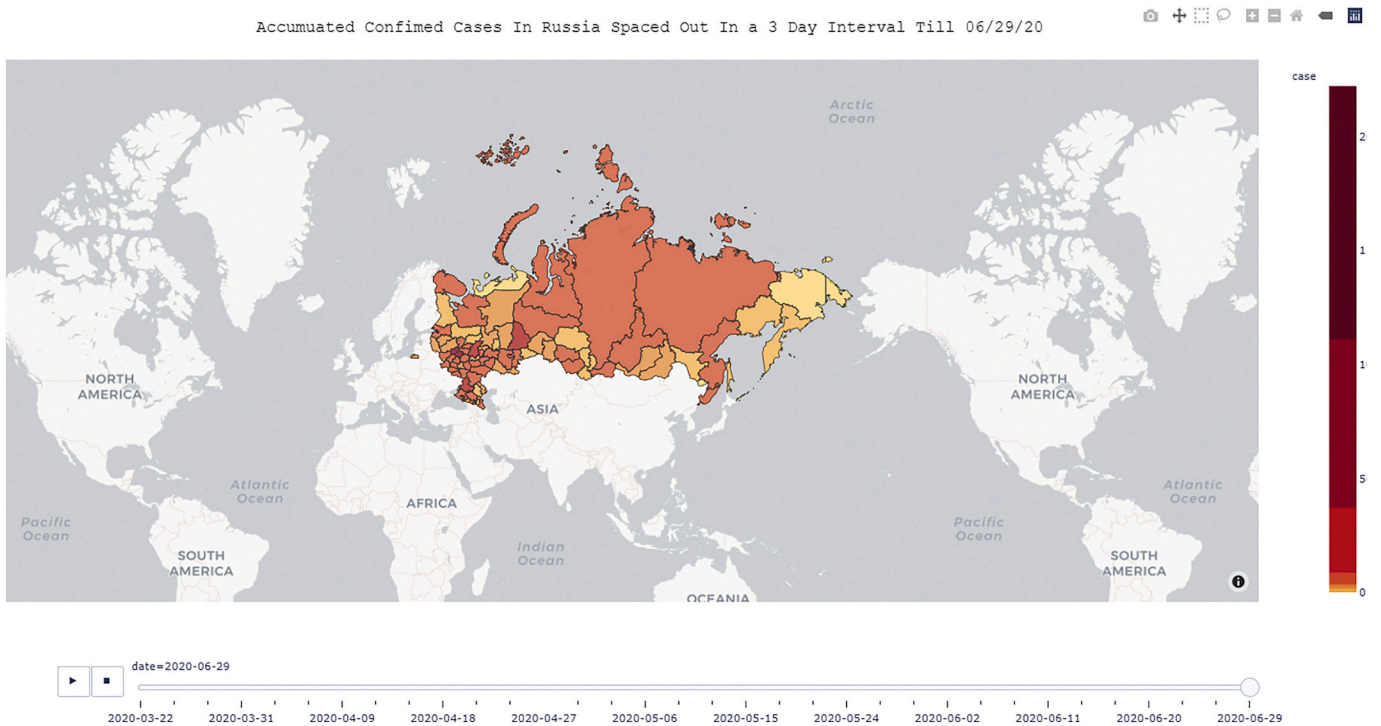 Accumuated Confimed Cases In Russia Spaced Out In a 3 Day Interval Till 06/29/20
case
2
1
1
5
0
Arctic
Ocean
NORTH
AMERICA
NORTH
AMERICA
ASIA
Atlantic
Ocean
Atlantic
Ocean
AFRICA
Pacific
Ocean
Pacific
Ocean
Indian
Ocean
SOUTH
AMERICA
SOUTH
AMERICA
OCEANIA
date=2020-06-29
2020-03-22 2020-03-31 2020-04-09 2020-04-18 2020-04-27 2020-05-06 2020-05-15 2020-05-24 2020-06-02 2020-06-11 2020-06-20 2020-06-29